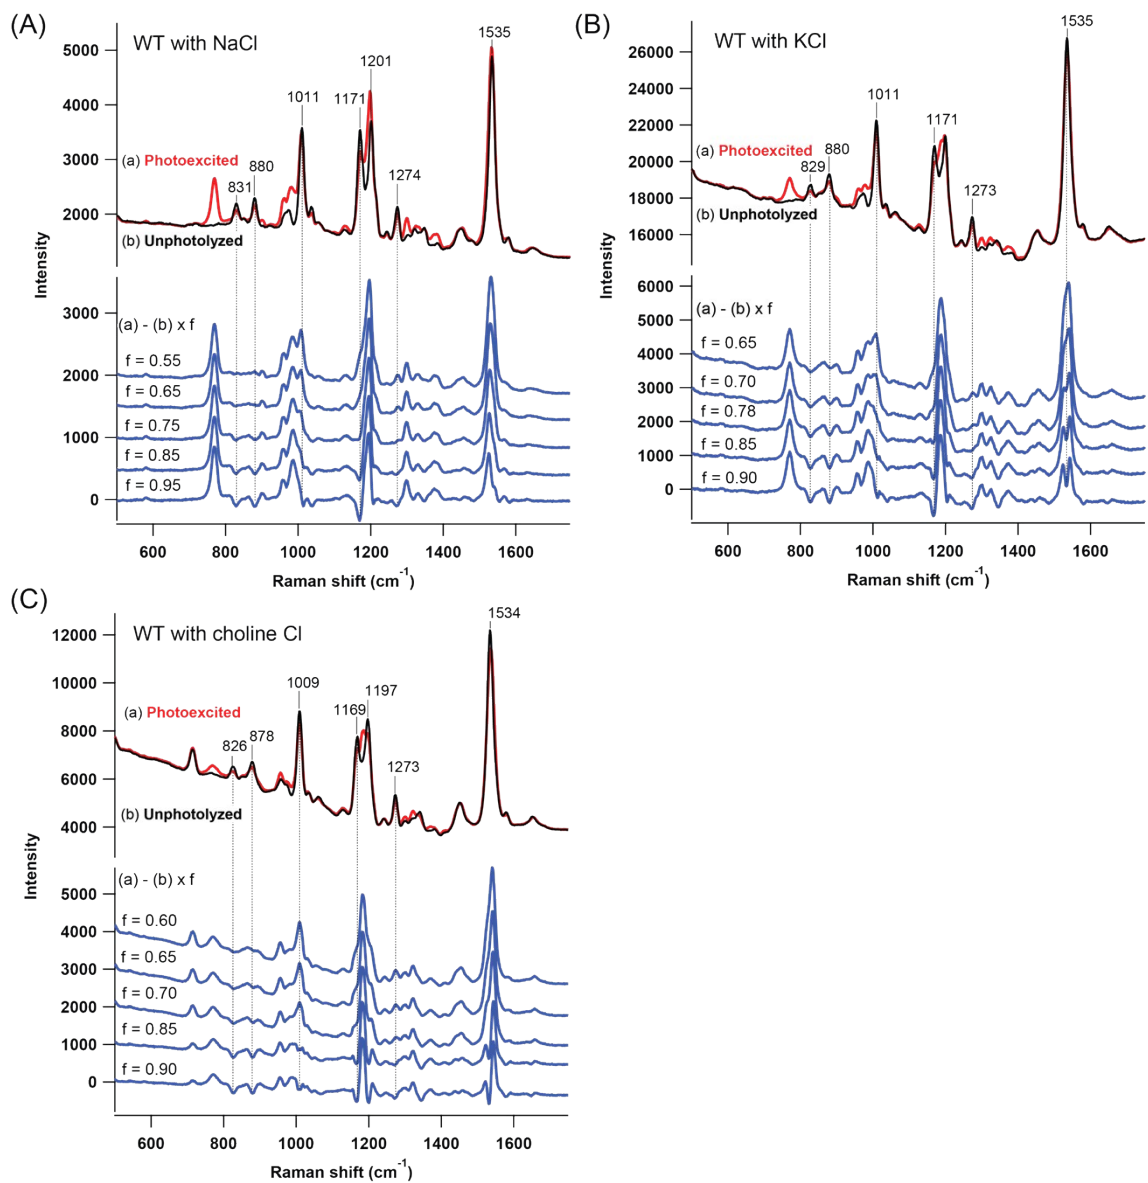 (A)
WT with NaCl
5000
4000
3000
2000
1535
1201
1171
1011
880
831
1274
(a) Photoexcited
(b) Unphotolyzed
Intensity
(a) - (b) x f
3000
2000
1000
0
f = 0.55
f = 0.65
f = 0.75
f = 0.85
f = 0.95
600 800 1000 1200 1400 1600
Raman shift (cm-1)
(B)
WT with KCl
26000
24000
22000
20000
18000
16000
1535
1011
1171
880
829
1273
(a) Photoexcited
(b) Unphotolyzed
Intensity
(a) - (b) x f
6000
5000
4000
3000
2000
1000
0
f = 0.65
f = 0.70
f = 0.78
f = 0.85
f = 0.90
600 800 1000 1200 1400 1600
Raman shift (cm-1)
(C)
WT with choline Cl
12000
10000
8000
6000
4000
1534
1009
1197
1169
878
826
1273
(a) Photoexcited
(b) Unphotolyzed
Intensity
(a) - (b) x f
5000
4000
3000
2000
1000
0
f = 0.60
f = 0.65
f = 0.70
f = 0.85
f = 0.90
600 800 1000 1200 1400 1600
Raman shift (cm-1)